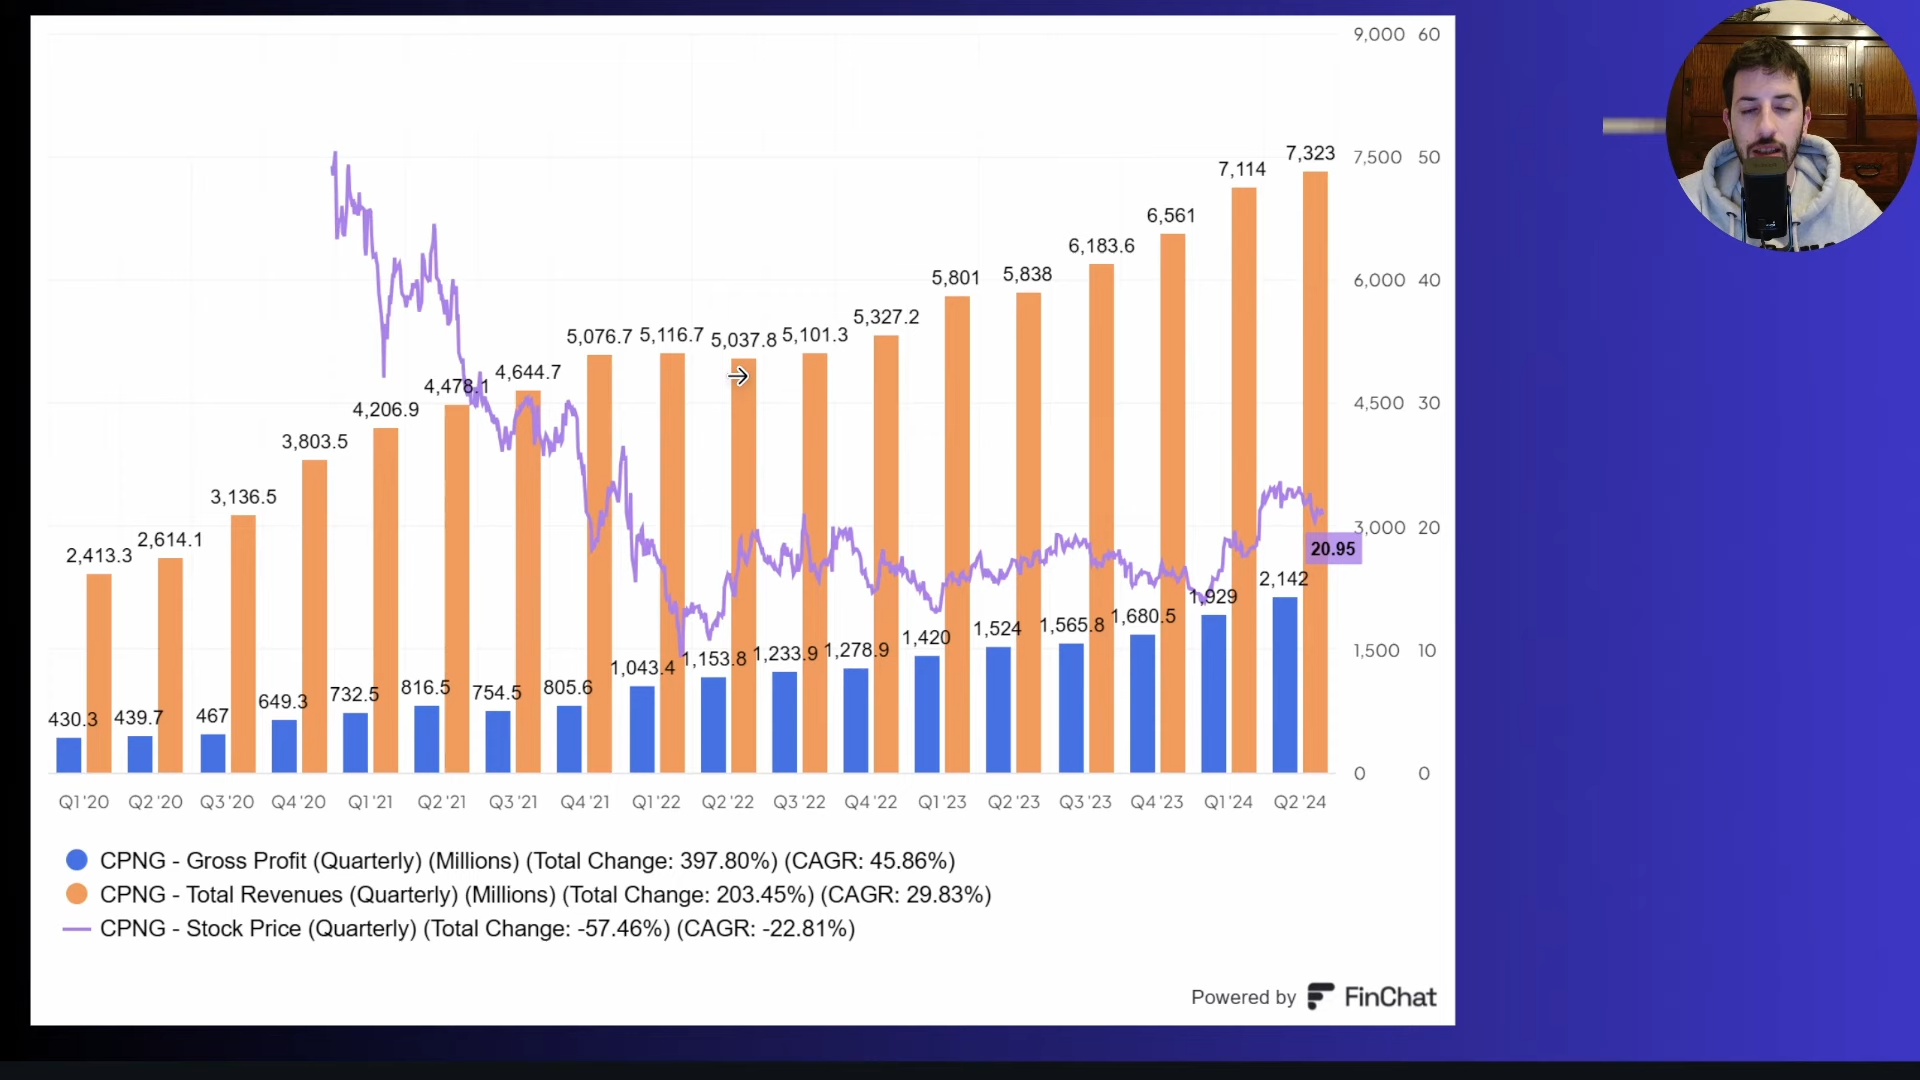 9,000 60
7,500 50
6,000 40
4,500 30
3,000 20
1,500 10
0 0
20.95
2,413.3 2,614.1 3,136.5 3,803.5 4,206.9 4,478.1 4,644.7 5,076.7 5,116.7 5,037.8 5,101.3 5,327.2 5,801 5,838 6,183.6 6,561 7,114 7,323
430.3 439.7 467 649.3 732.5 816.5 754.5 805.6 1,043.4 1,153.8 1,233.9 1,278.9 1,420 1,524 1,565.8 1,680.5 1,929 2,142
Q1 '20 Q2 '20 Q3 '20 Q4 '20 Q1 '21 Q2 '21 Q3 '21 Q4 '21 Q1 '22 Q2 '22 Q3 '22 Q4 '22 Q1 '23 Q2 '23 Q3 '23 Q4 '23 Q1 '24 Q2 '24
CPNG - Gross Profit (Quarterly) (Millions) (Total Change: 397.80%) (CAGR: 45.86%)
CPNG - Total Revenues (Quarterly) (Millions) (Total Change: 203.45%) (CAGR: 29.83%)
CPNG - Stock Price (Quarterly) (Total Change: -57.46%) (CAGR: -22.81%)
Powered by FinChat